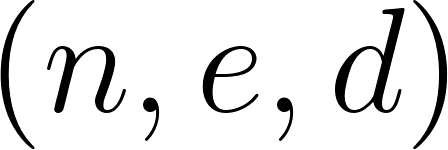 (n, e, d)